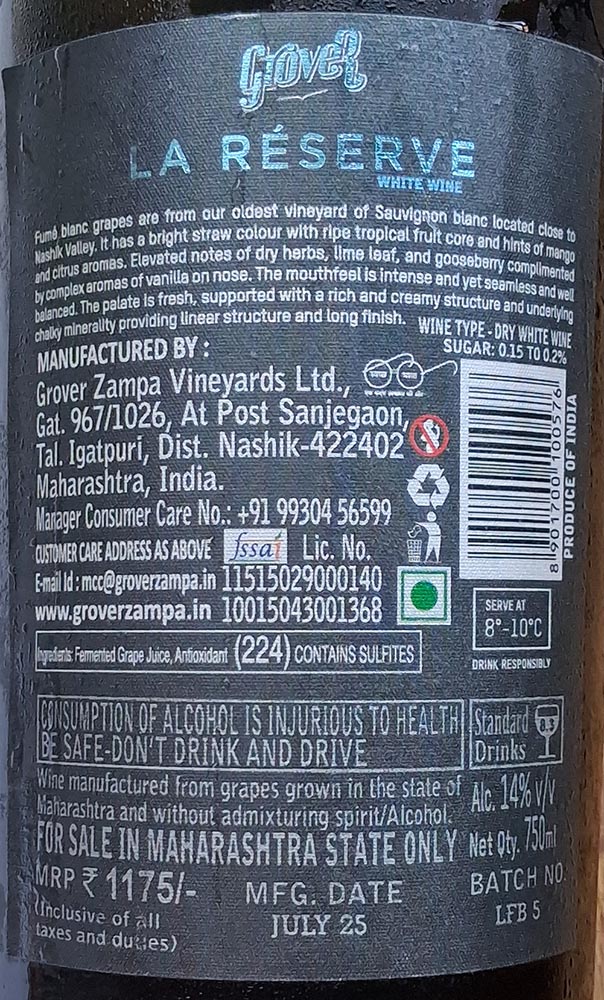 Grover
LA RÉSERVE
WHITE WINE
Fumé blanc grapes are from our oldest vineyard of Sauvignon blanc located close to
Nashik Valley. It has a bright straw colour with ripe tropical fruit core and hints of mango
and citrus aromas. Elevated notes of dry herbs, lime leaf, and gooseberry complimented
by complex aromas of vanilla on nose. The mouthfeel is intense and yet seamless and well
balanced. The palate is fresh, supported with a rich and creamy structure and underlying
chalky minerality providing linear structure and long finish.
WINE TYPE - DRY WHITE WINE
SUGAR: 0.15 TO 0.2%
MANUFACTURED BY :
Grover Zampa Vineyards Ltd.,
Gat. 967/1026, At Post Sanjegaon,
Tal. Igatpuri, Dist. Nashik-422402
Maharashtra, India.
Manager Consumer Care No.: +91 99304 56599
CUSTOMER CARE ADDRESS AS ABOVE fssai Lic. No.
E-mail Id : mcc@groverzampa.in 11515029000140
www.groverzampa.in 10015043001368
8 901700 100576
PRODUCE OF INDIA
SERVE AT
8°-10°C
DRINK RESPONSIBLY
Ingredients: Fermented Grape Juice, Antioxidant (224) CONTAINS SULFITES
CONSUMPTION OF ALCOHOL IS INJURIOUS TO HEALTH
BE SAFE-DON'T DRINK AND DRIVE
Standard
Drinks
Wine manufactured from grapes grown in the state of
Maharashtra and without admixturing spirit/Alcohol.
FOR SALE IN MAHARASHTRA STATE ONLY
Alc. 14% v/v
Net Qty. 750ml
MRP ₹ 1175/-
(Inclusive of all
taxes and duties)
MFG. DATE
JULY 25
BATCH NO.
LFB 5